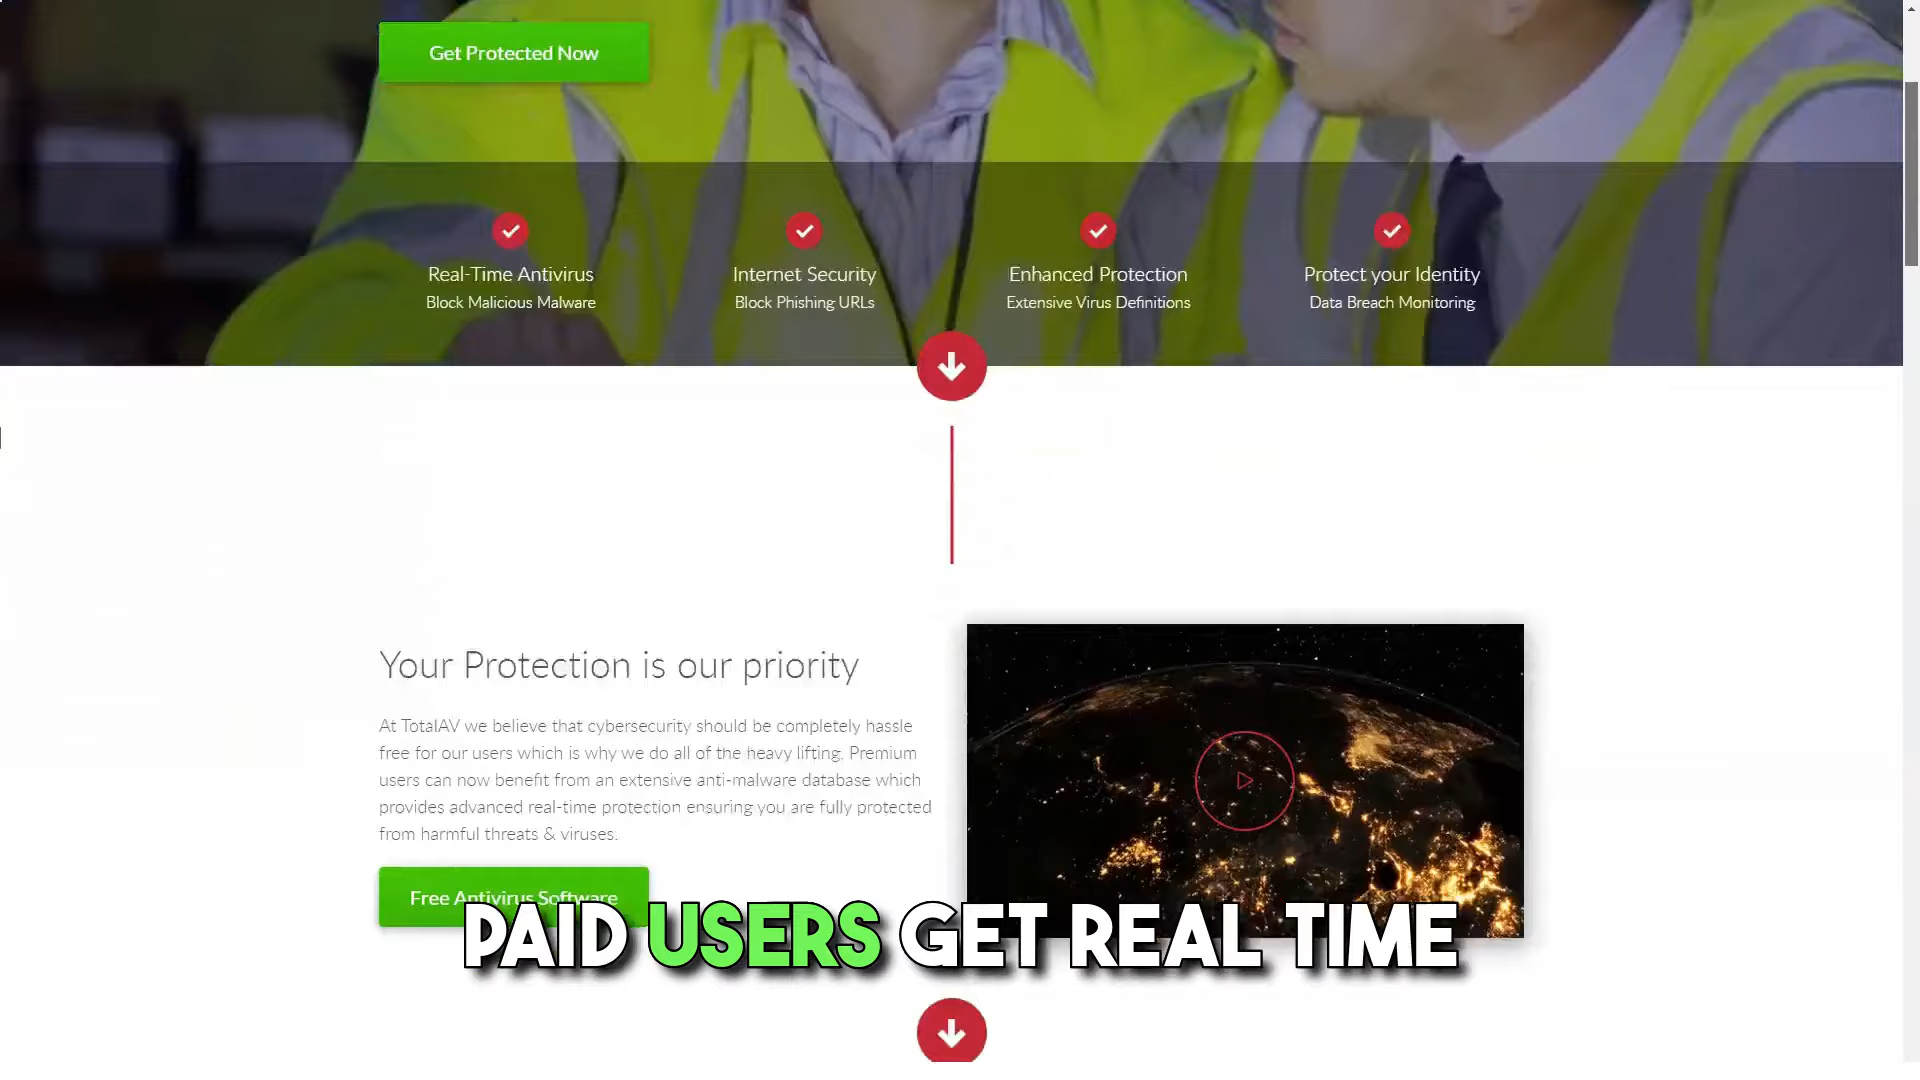 Get Protected Now
Real-Time Antivirus
Block Malicious Malware
Internet Security
Block Phishing URLs
Enhanced Protection
Extensive Virus Definitions
Protect your Identity
Data Breach Monitoring
Your Protection is our priority
At TotalAV we believe that cybersecurity should be completely hassle
free for our users which is why we do all of the heavy lifting. Premium
users can now benefit from an extensive anti-malware database which
provides advanced real-time protection ensuring you are fully protected
from harmful threats & viruses.
Free Antivirus Software
PAID USERS GET REAL TIME